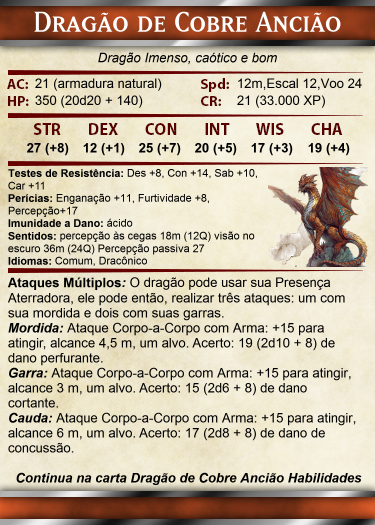 Dragão de Cobre Ancião
Dragão Imenso, caótico e bom
AC: 21 (armadura natural) Spd: 12m,Escal 12,Voo 24
HP: 350 (20d20 + 140) CR: 21 (33.000 XP)
STR DEX CON INT WIS CHA
27 (+8) 12 (+1) 25 (+7) 20 (+5) 17 (+3) 19 (+4)
Testes de Resistência: Des +8, Con +14, Sab +10,
Car +11
Perícias: Enganação +11, Furtividade +8,
Percepção+17
Imunidade a Dano: ácido
Sentidos: percepção às cegas 18m (12Q) visão no
escuro 36m (24Q) Percepção passiva 27
Idiomas: Comum, Dracônico
Ataques Múltiplos: O dragão pode usar sua Presença
Aterradora, ele pode então, realizar três ataques: um com
sua mordida e dois com suas garras.
Mordida: Ataque Corpo-a-Corpo com Arma: +15 para
atingir, alcance 4,5 m, um alvo. Acerto: 19 (2d10 + 8) de
dano perfurante.
Garra: Ataque Corpo-a-Corpo com Arma: +15 para atingir,
alcance 3 m, um alvo. Acerto: 15 (2d6 + 8) de dano
cortante.
Cauda: Ataque Corpo-a-Corpo com Arma: +15 para atingir,
alcance 6 m, um alvo. Acerto: 17 (2d8 + 8) de dano de
concussão.
Continua na carta Dragão de Cobre Ancião Habilidades